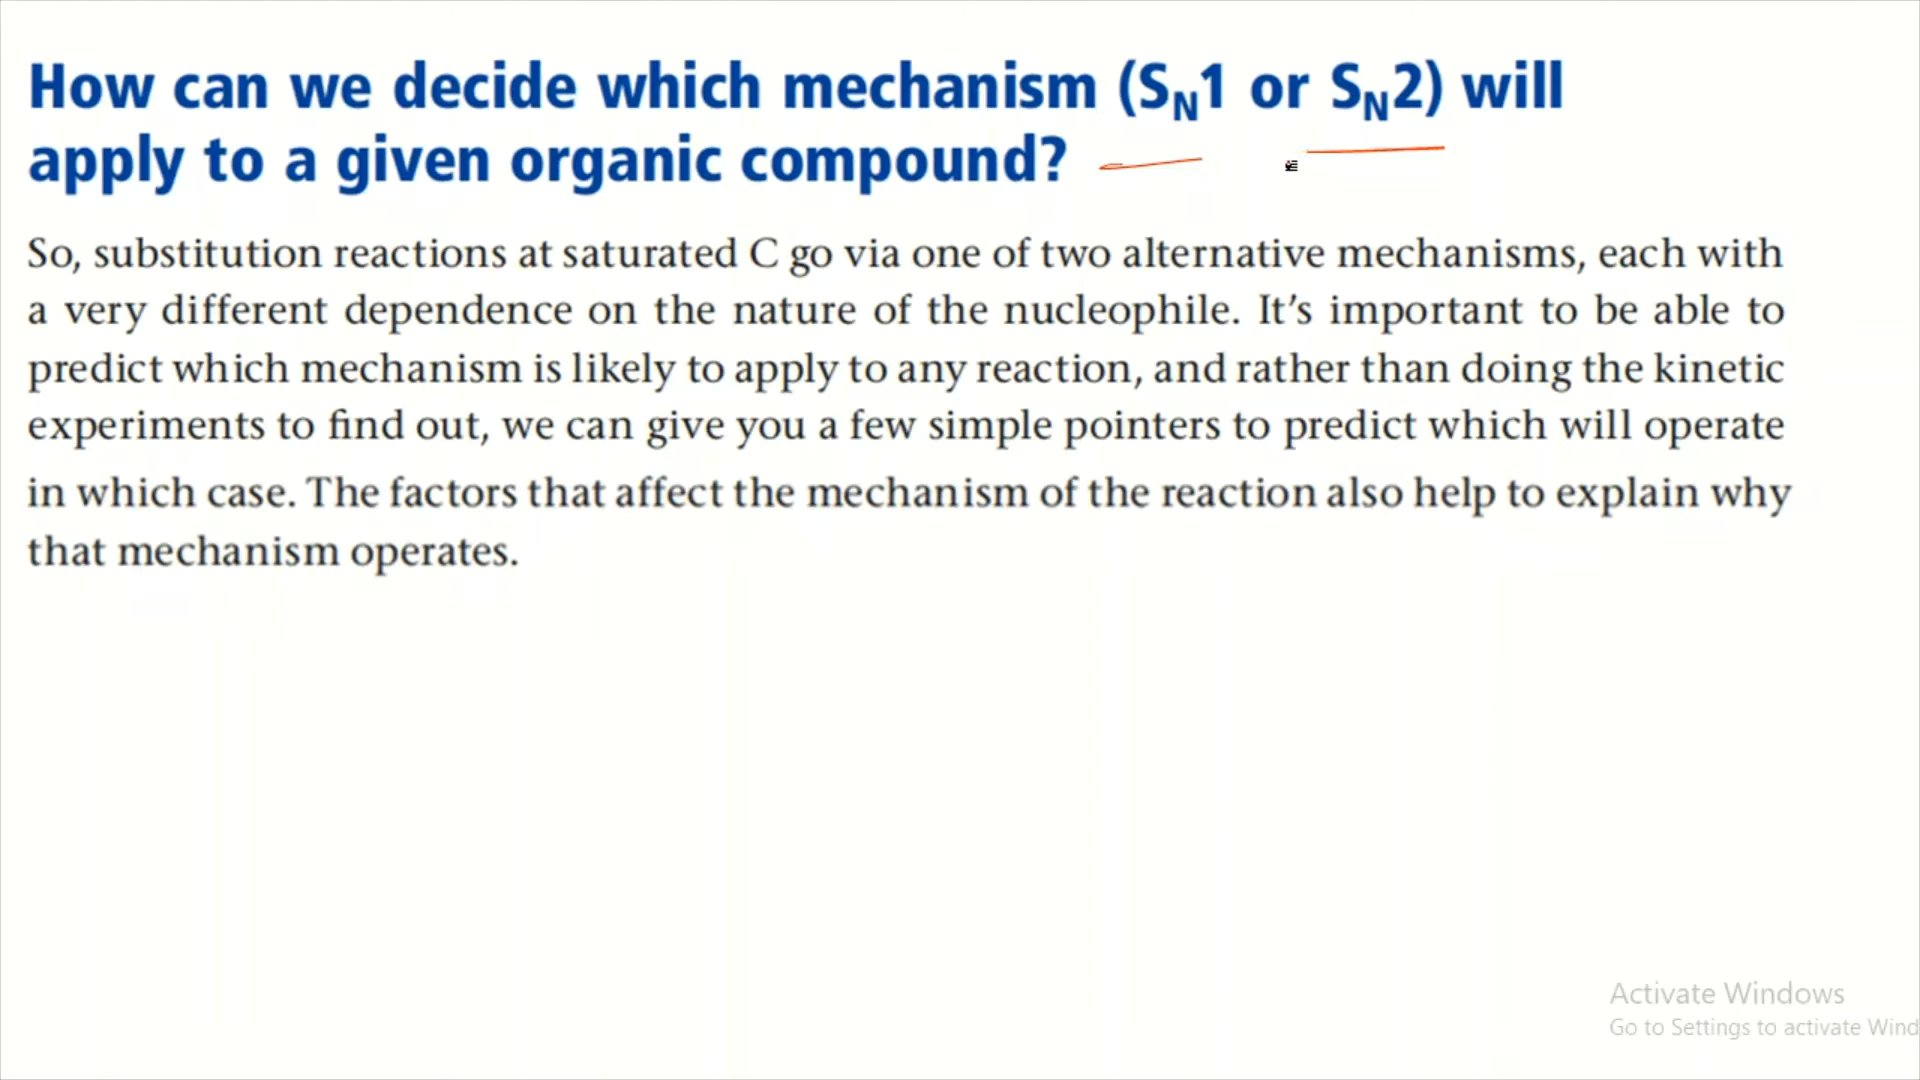 How can we decide which mechanism (SN1 or SN2) will
apply to a given organic compound?
So, substitution reactions at saturated C go via one of two alternative mechanisms, each with
a very different dependence on the nature of the nucleophile. It’s important to be able to
predict which mechanism is likely to apply to any reaction, and rather than doing the kinetic
experiments to find out, we can give you a few simple pointers to predict which will operate
in which case. The factors that affect the mechanism of the reaction also help to explain why
that mechanism operates.
Activate Windows
Go to Settings to activate Wind